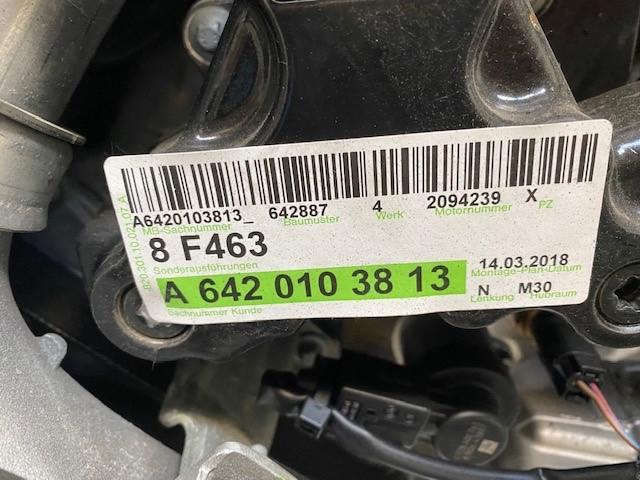 A6420103813_ 642887 4 2094239 X
MB-Sachnummer Baumuster Werk Motornummer PZ
8 F463
Sonderausführungen
14.03.2018
Montage-Plan-Datum
A 642 010 38 13
N M30
Sachnummer Kunde
Lenkung Hubraum